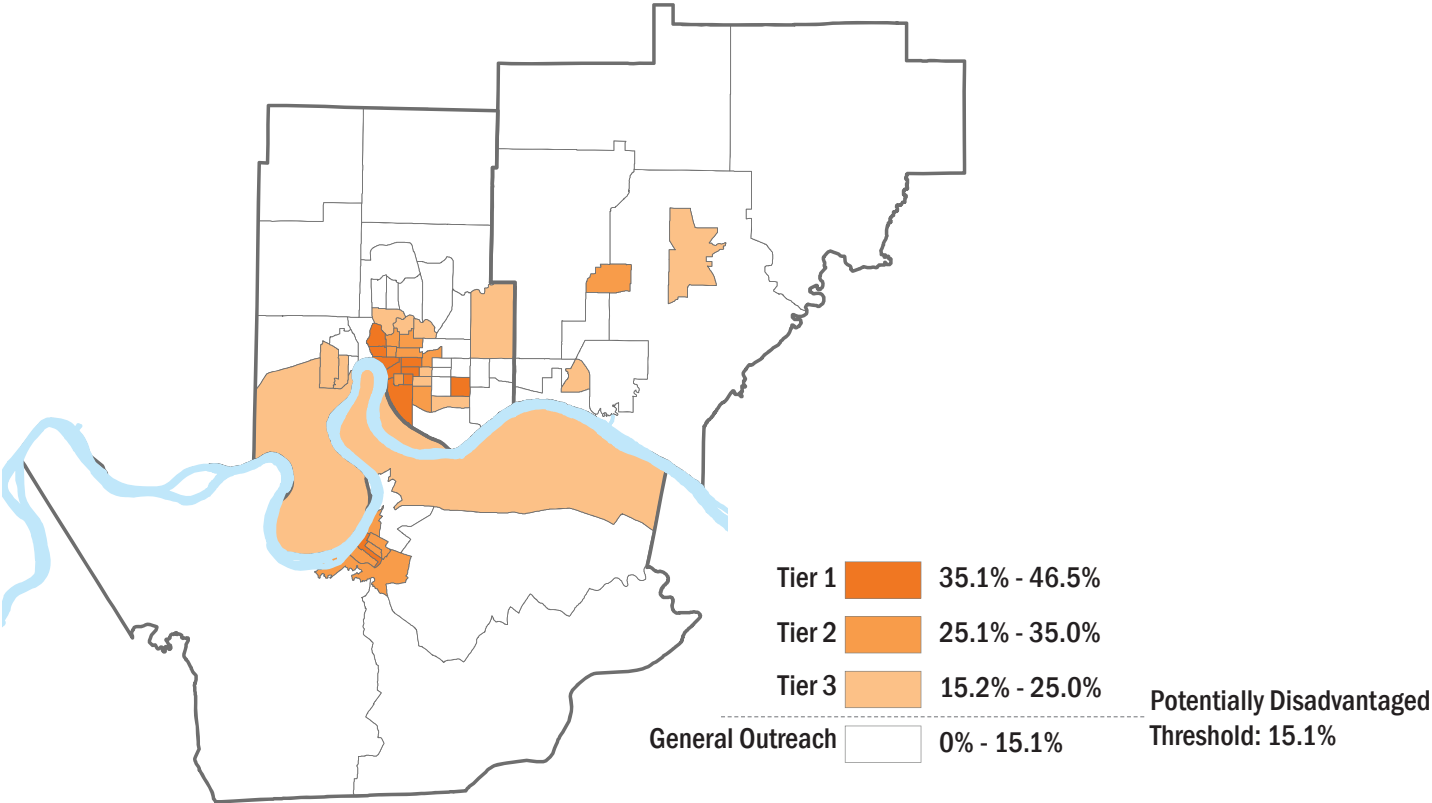 Tier 1 35.1% - 46.5%
Tier 2 25.1% - 35.0%
Tier 3 15.2% - 25.0%
General Outreach 0% - 15.1%
Potentially Disadvantaged
Threshold: 15.1%